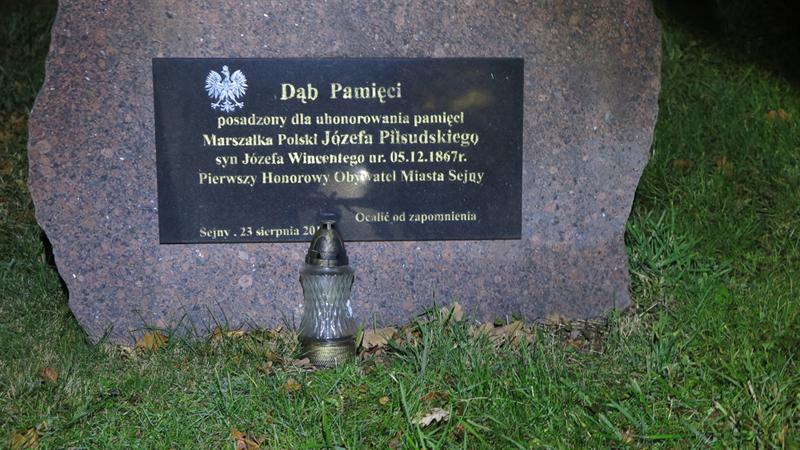 Dąb Pamięci
posadzony dla uhonorowania pamięci
Marszałka Polski Józefa Piłsudskiego
syn Józefa Wincentego ur. 05.12.1867r.
Pierwszy Honorowy Obywatel Miasta Sejny
Ocalić od zapomnienia
Sejny . 23 sierpnia